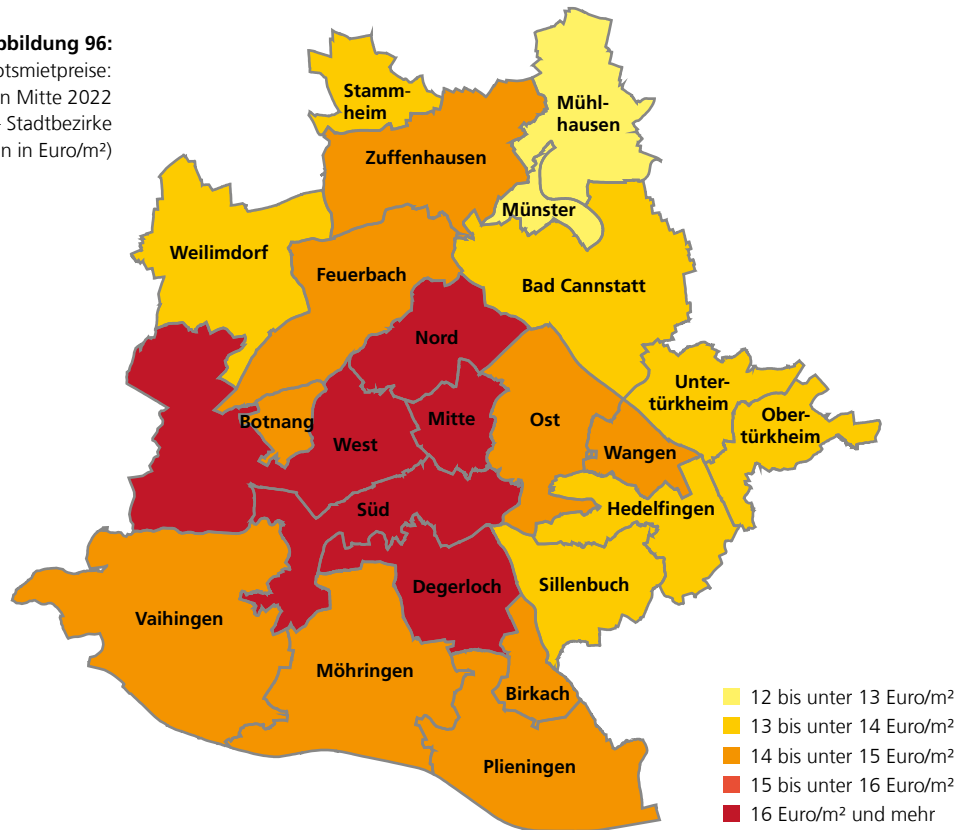 bbildung 96:
otsmietpreise:
n Mitte 2022
- Stadtbezirke
n in Euro/m²)
Stamm-
heim
Mühl-
hausen
Zuffenhausen
Münster
Weilimdorf
Feuerbach
Bad Cannstatt
Nord
Unter-
türkheim
Ober-
türkheim
Botnang
West
Mitte
Ost
Wangen
Süd
Hedelfingen
Degerloch
Sillenbuch
Vaihingen
Möhringen
Birkach
Plieningen
12 bis unter 13 Euro/m²
13 bis unter 14 Euro/m²
14 bis unter 15 Euro/m²
15 bis unter 16 Euro/m²
16 Euro/m² und mehr